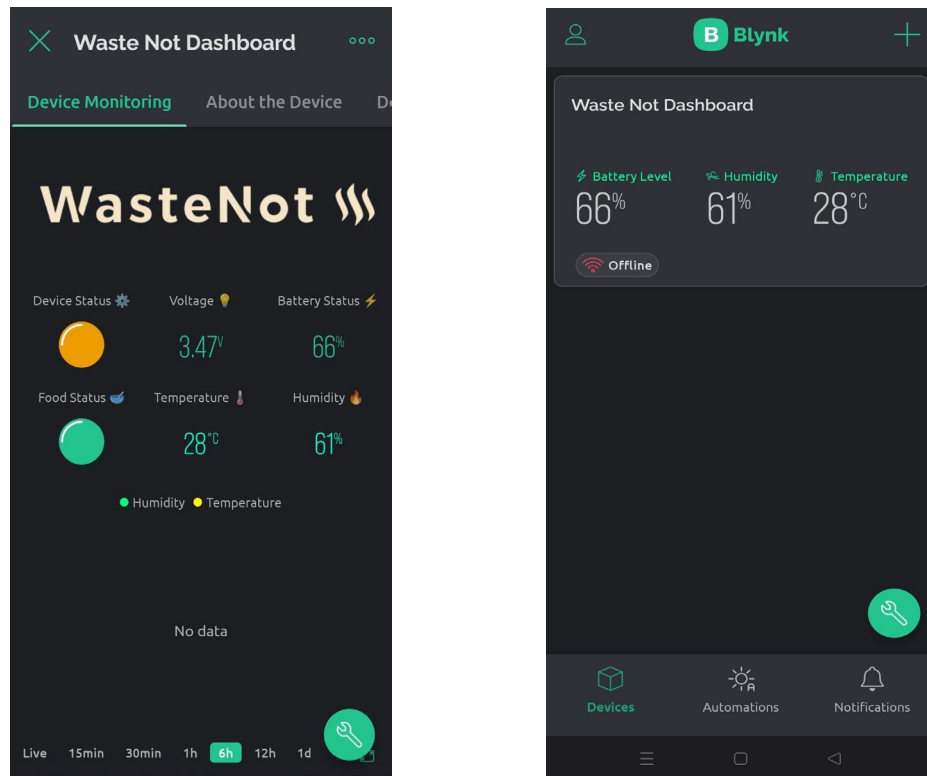 Waste Not Dashboard
Device Monitoring About the Device
WasteNot
Device Status Voltage Battery Status
3.47V 66%
Food Status Temperature Humidity
28°C 61%
Humidity Temperature
No data
Live 15min 30min 1h 6h 12h 1d
B Blynk
Waste Not Dashboard
Battery Level Humidity Temperature
66% 61% 28°C
Offline
Devices Automations Notifications